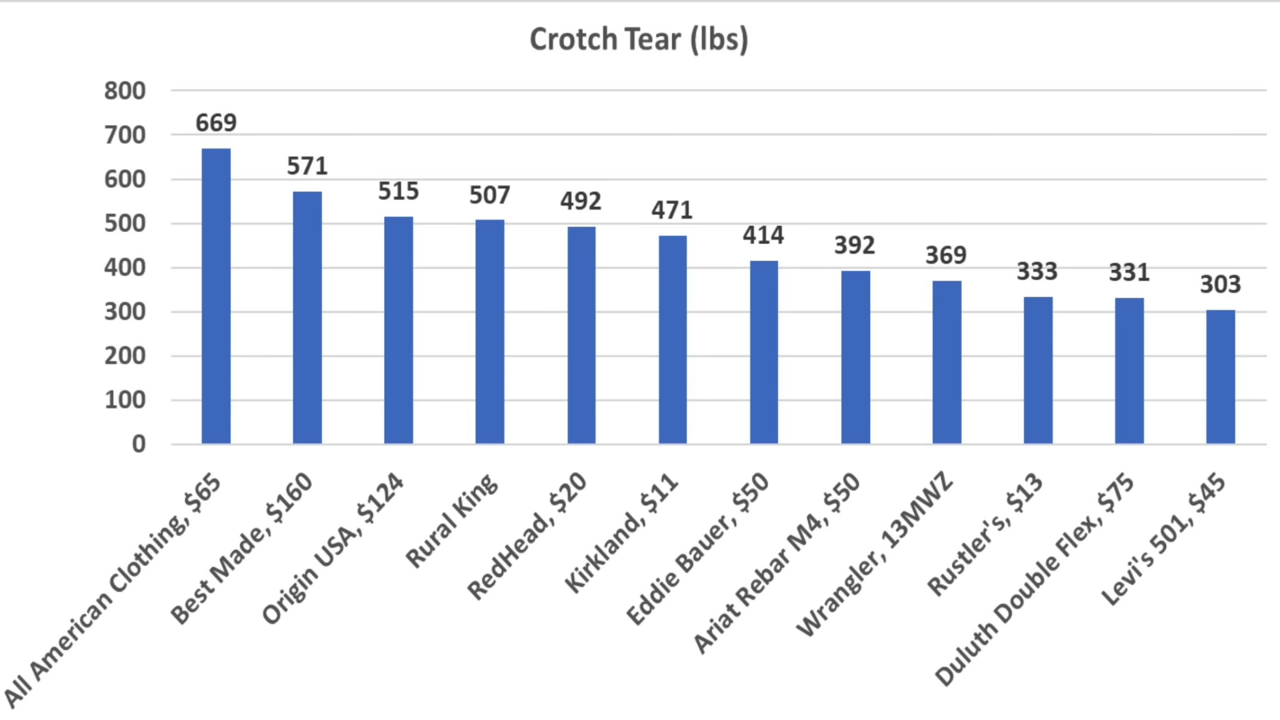 Crotch Tear (lbs)
800
700
600
500
400
300
200
100
0
669
571
515
507
492
471
414
392
369
333
331
303
All American Clothing, $65
Best Made, $160
Origin USA, $124
Rural King
RedHead, $20
Kirkland, $11
Eddie Bauer, $50
Ariat Rebar M4, $50
Wrangler, 13MWZ
Rustler's, $13
Duluth Double Flex, $75
Levi's 501, $45